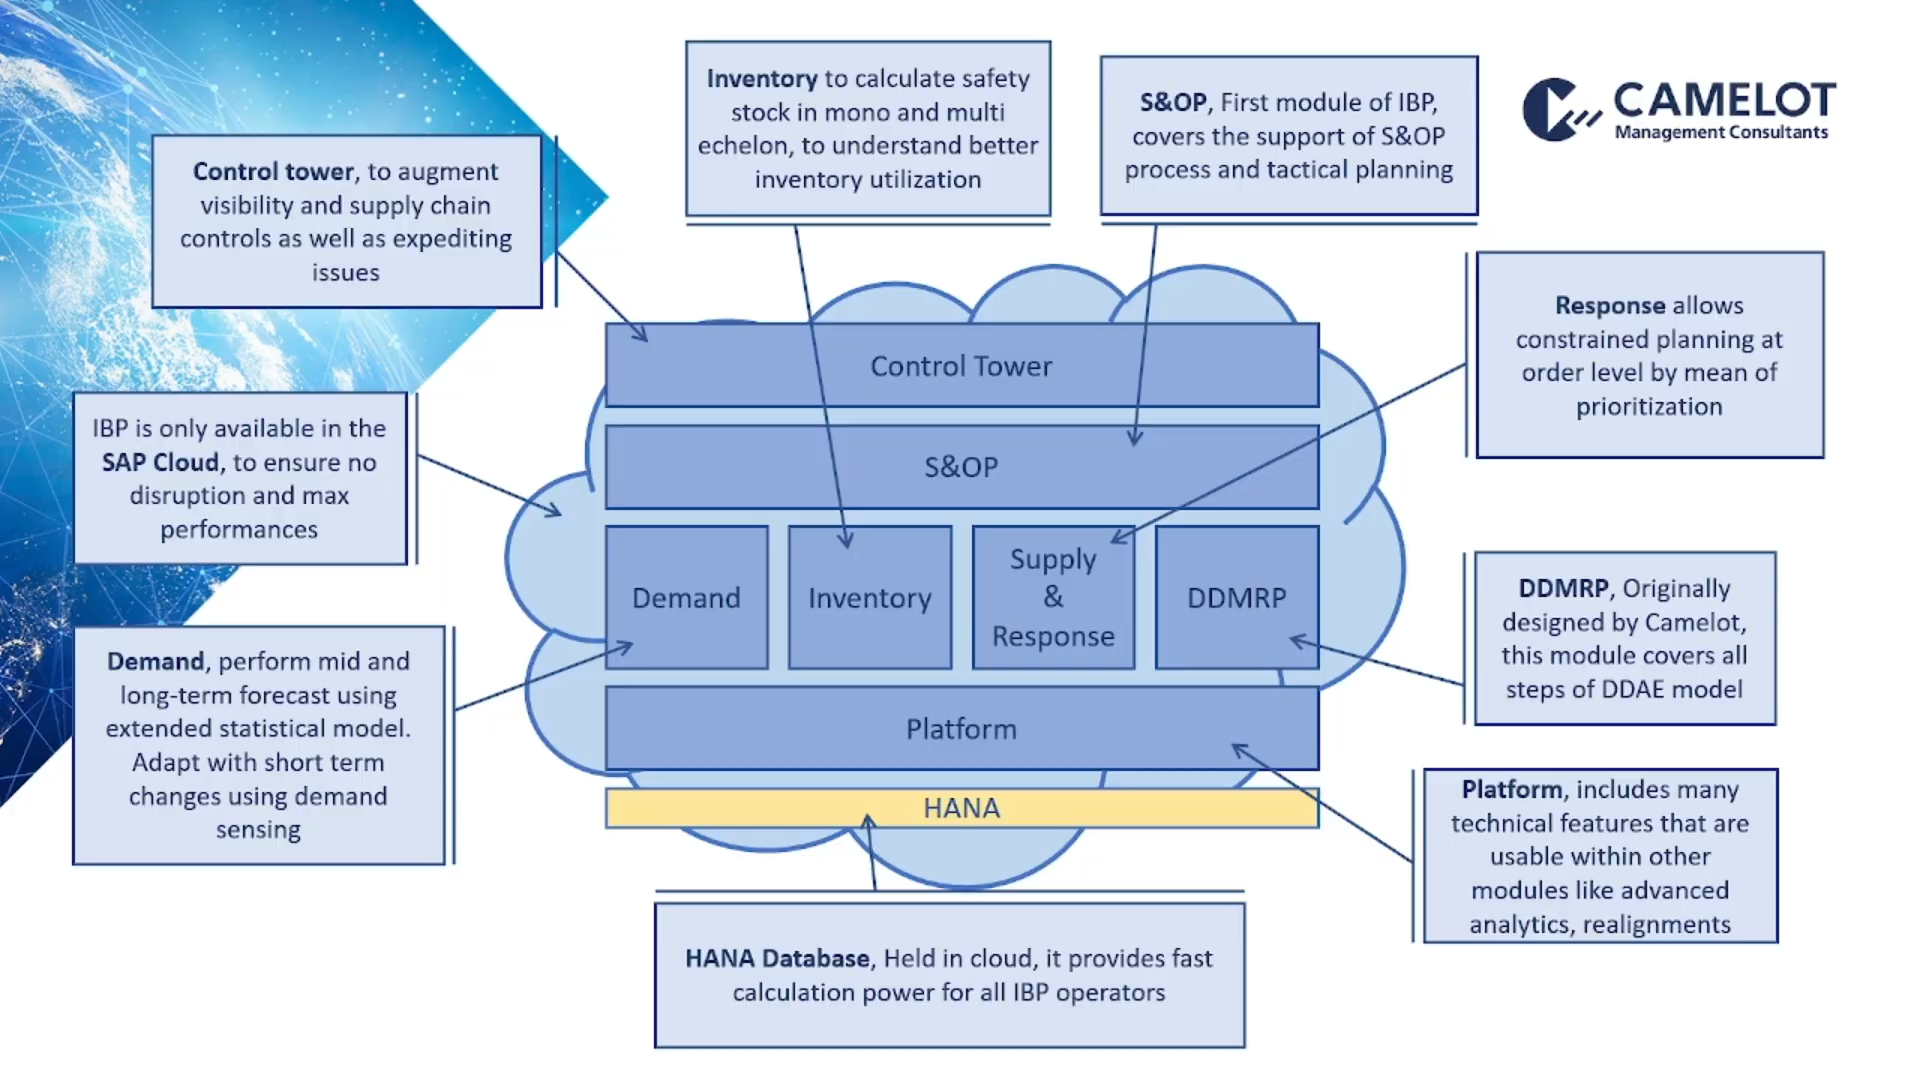 Inventory to calculate safety
stock in mono and multi
echelon, to understand better
inventory utilization
S&OP, First module of IBP,
covers the support of S&OP
process and tactical planning
CAMELOT
Management Consultants
Control tower, to augment
visibility and supply chain
controls as well as expediting
issues
Response allows
constrained planning at
order level by mean of
prioritization
Control Tower
IBP is only available in the
SAP Cloud, to ensure no
disruption and max
performances
S&OP
Demand
Inventory
Supply
&
Response
DDMRP
DDMRP, Originally
designed by Camelot,
this module covers all
steps of DDAE model
Demand, perform mid and
long-term forecast using
extended statistical model.
Adapt with short term
changes using demand
sensing
Platform
HANA
Platform, includes many
technical features that are
usable within other
modules like advanced
analytics, realignments
HANA Database, Held in cloud, it provides fast
calculation power for all IBP operators